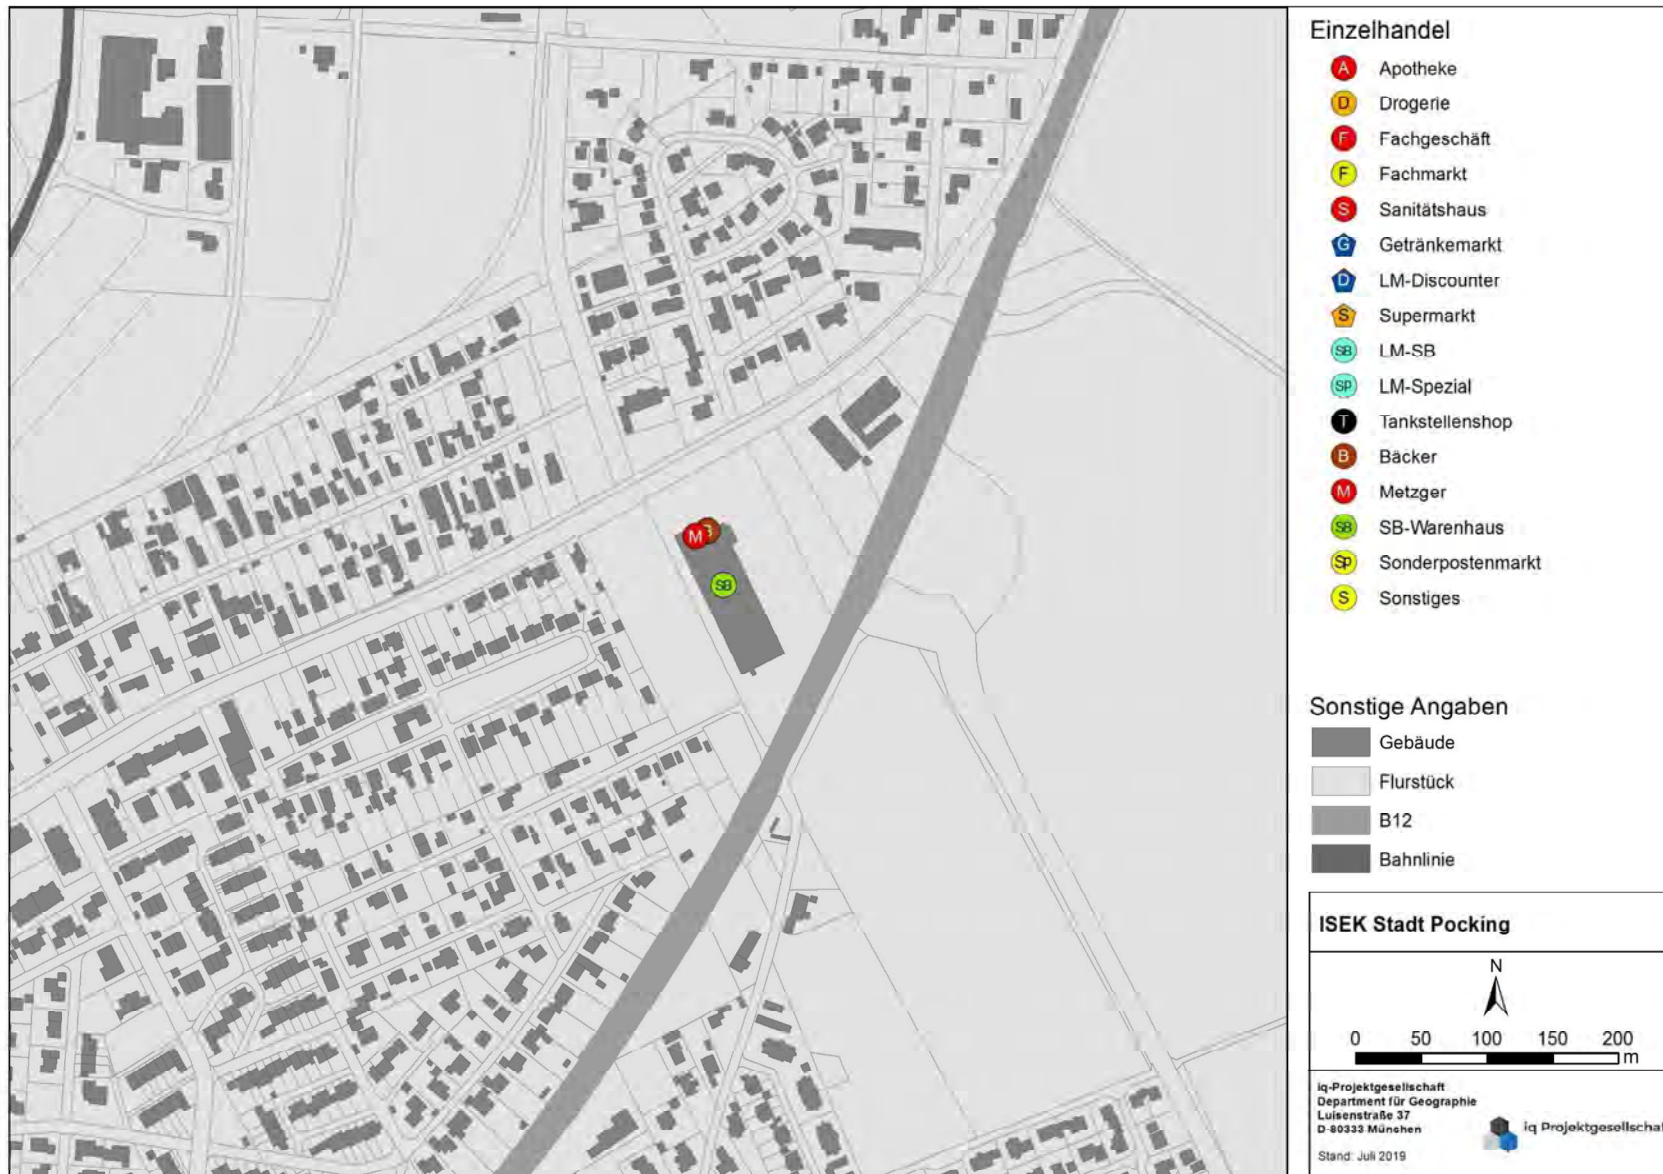 M
B
SB
Einzelhandel
A Apotheke
D Drogerie
F Fachgeschäft
F Fachmarkt
S Sanitätshaus
G Getränkemarkt
D LM-Discounter
S Supermarkt
SB LM-SB
SP LM-Spezial
T Tankstellenshop
B Bäcker
M Metzger
SB SB-Warenhaus
Sp Sonderpostenmarkt
S Sonstiges
Sonstige Angaben
Gebäude
Flurstück
B12
Bahnlinie
ISEK Stadt Pocking
N
0 50 100 150 200
m
iq-Projektgesellschaft
Department für Geographie
Luisenstraße 37
D-80333 München
iq Projektgesellschaf
Stand: Juli 2019